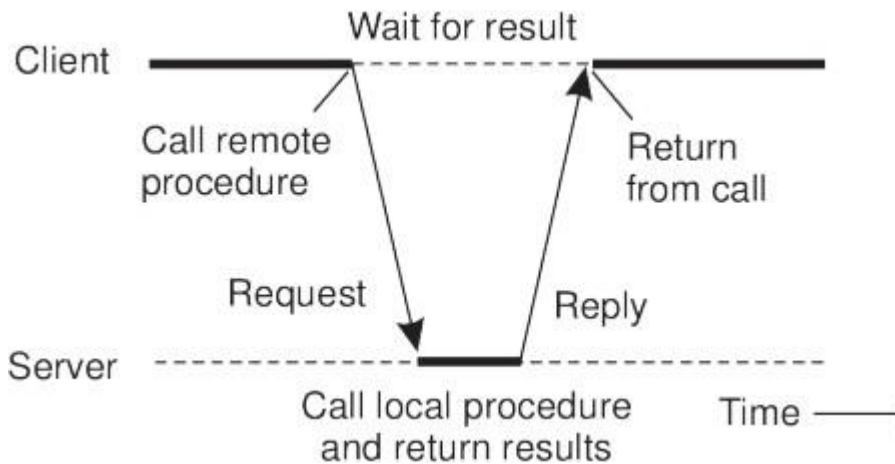 Wait for result
Client
Call remote
procedure
Return
from call
Request
Reply
Server
Call local procedure
and return results
Time